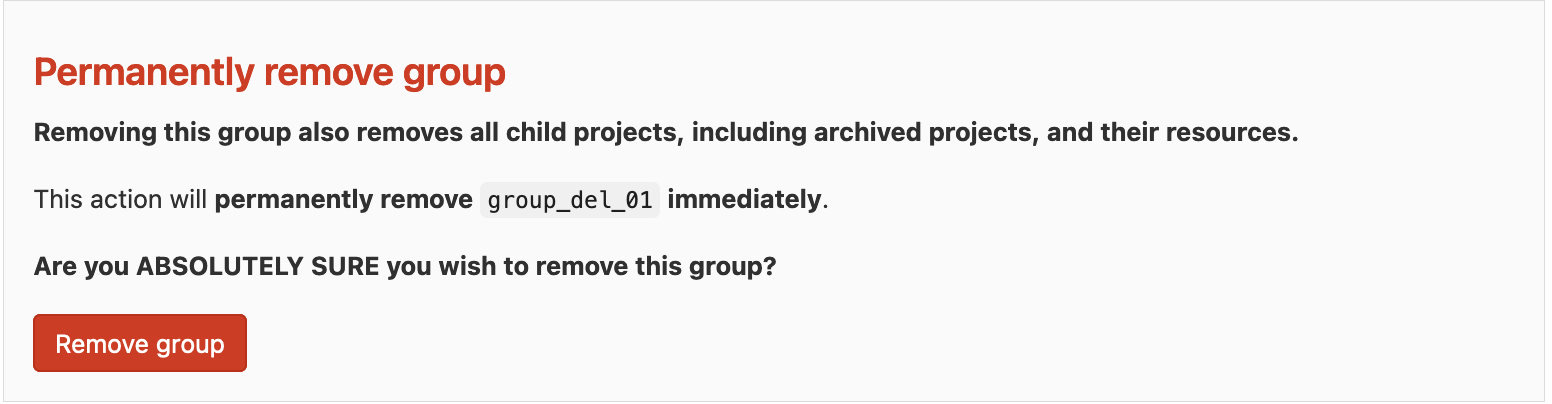 Permanently remove group
Removing this group also removes all child projects, including archived projects, and their resources.
This action will permanently remove group_del_01 immediately.
Are you ABSOLUTELY SURE you wish to remove this group?
Remove group